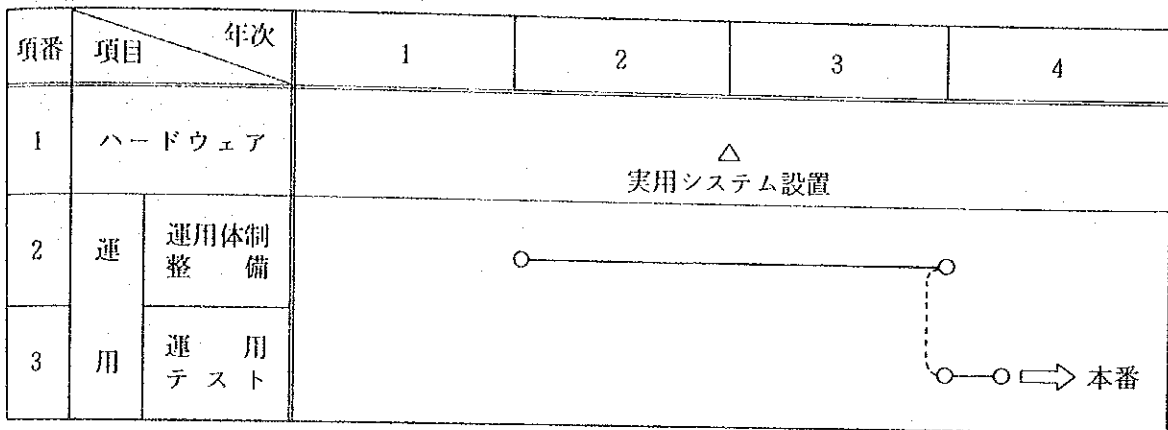 項番 項目 年次 1 2 3 4
1 ハードウェア △
実用システム設置
2 運 運用体制
整 備
3 用 運 用
テ ス ト 本番